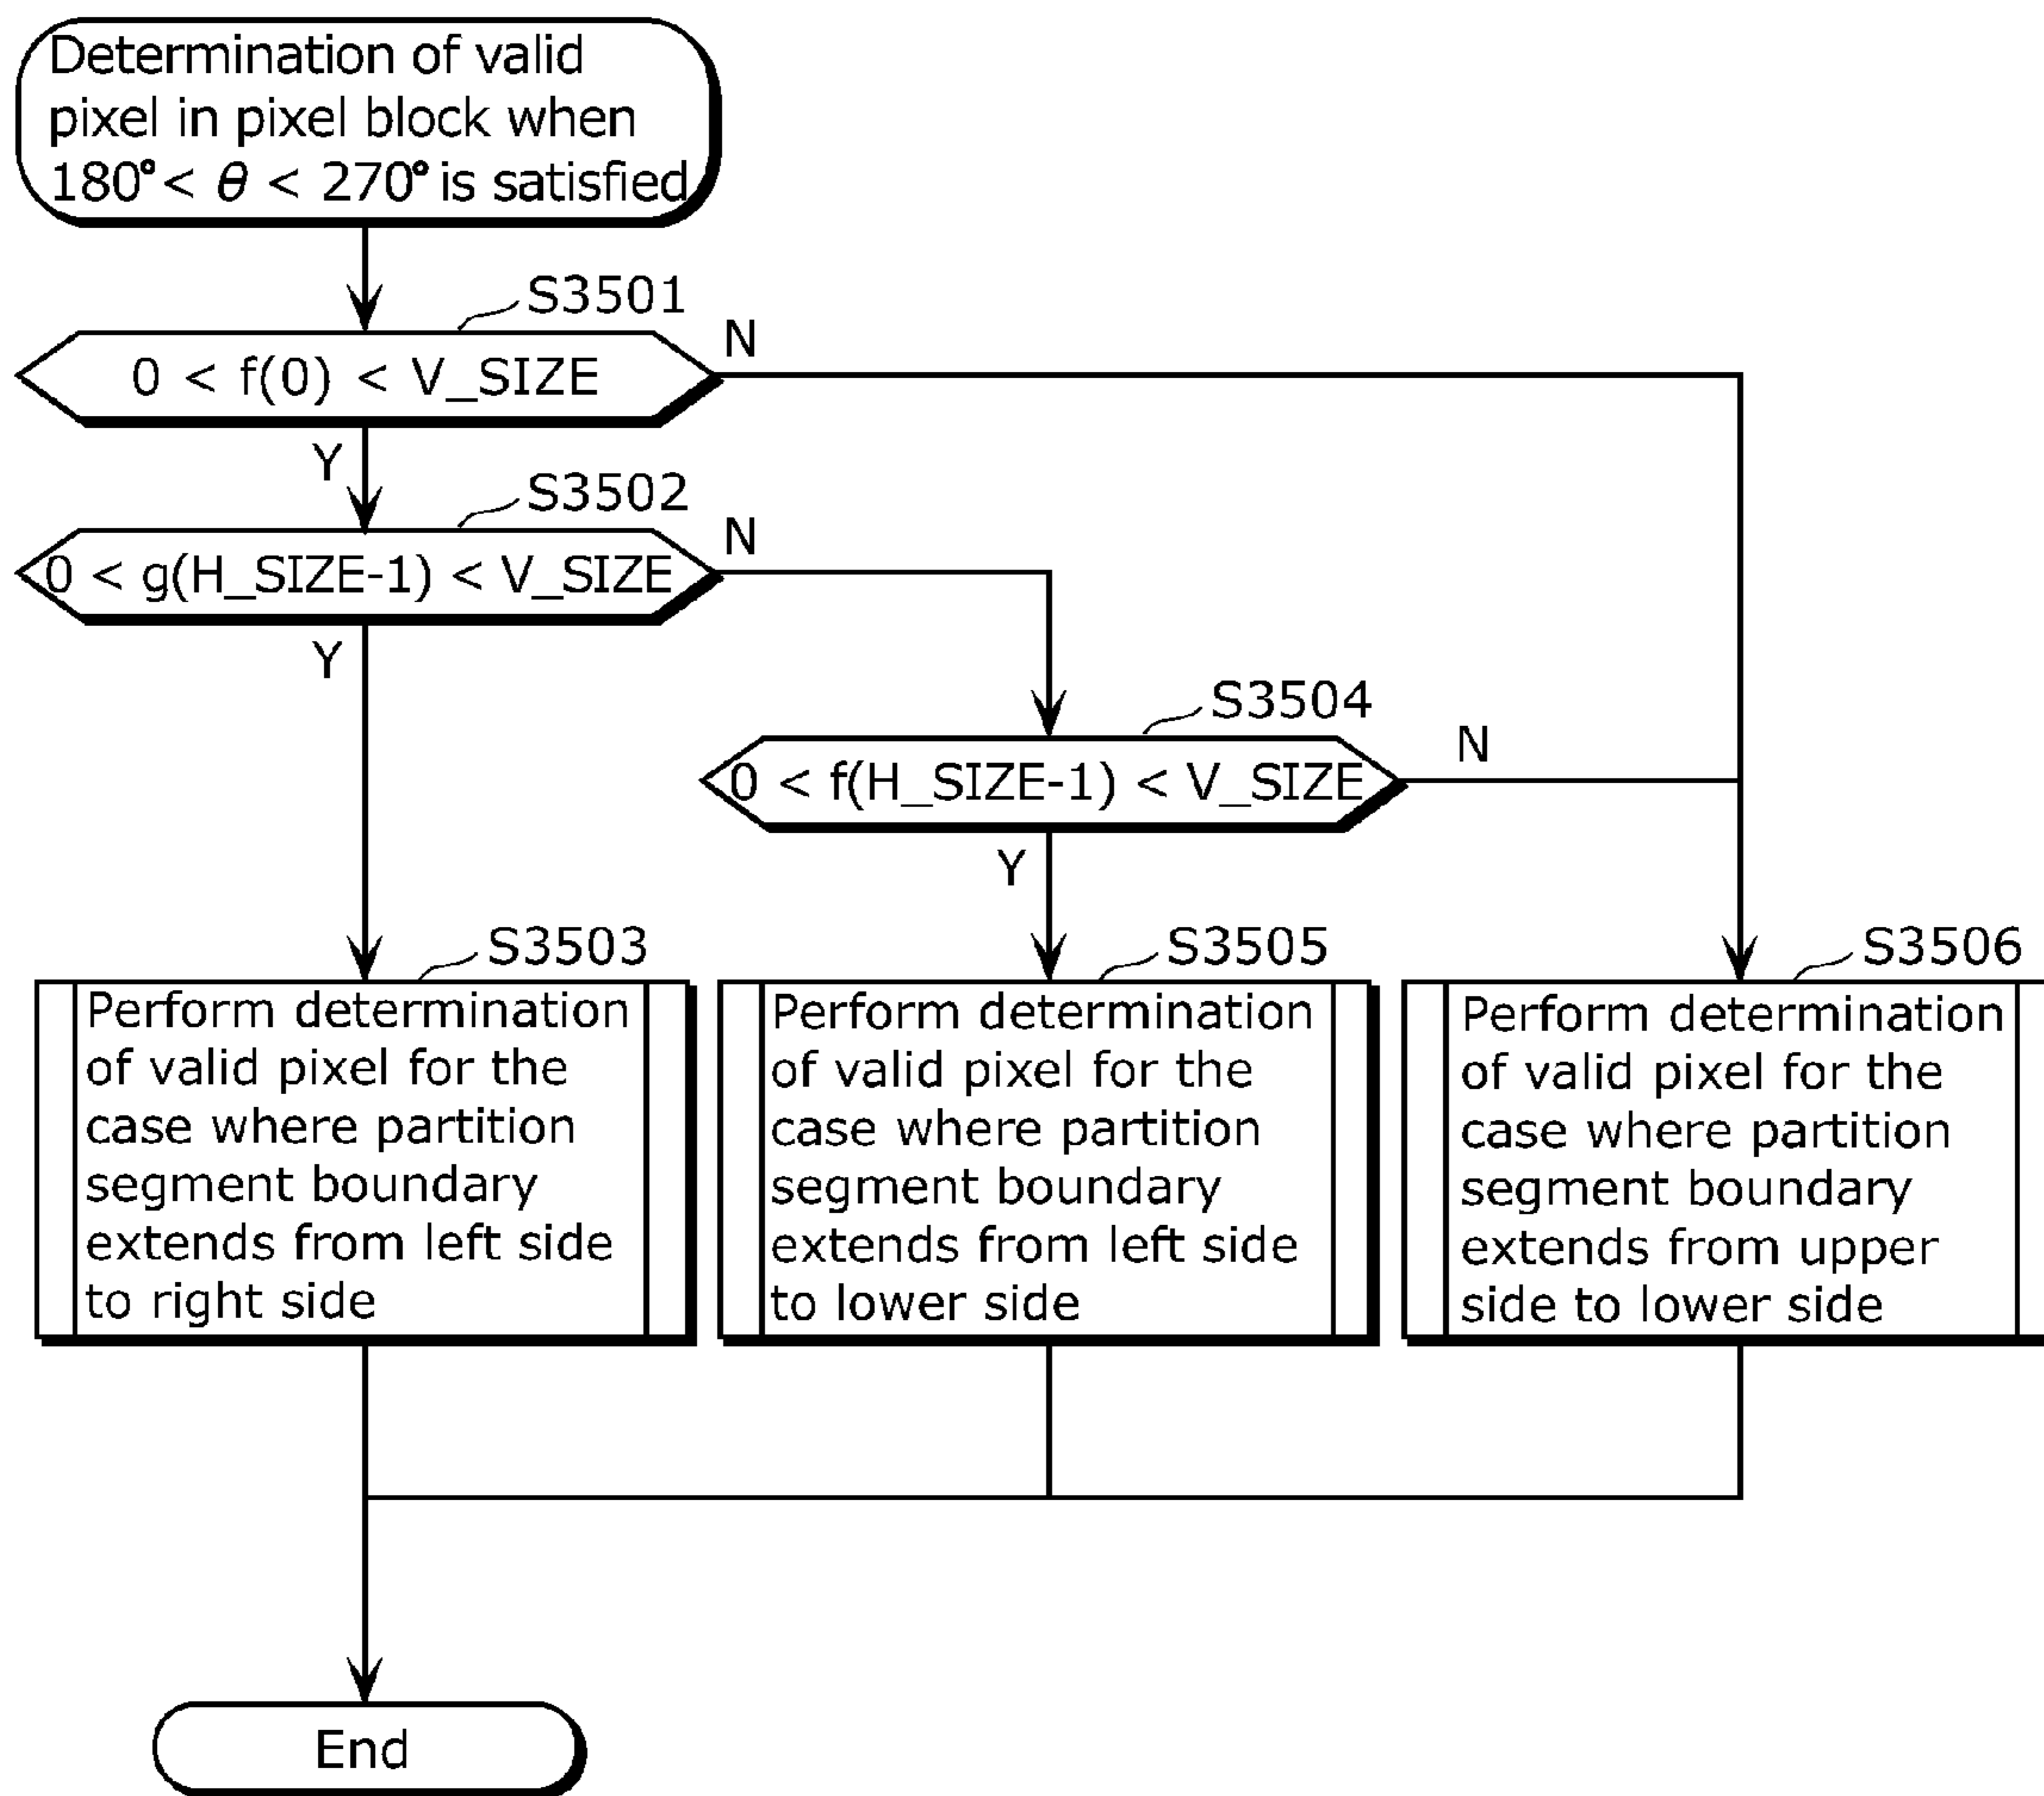 Determination of valid
pixel in pixel block when
180°< θ < 270° is satisfied
S3501
0 < f(0) < V_SIZE
N
Y
S3502
0 < g(H_SIZE-1) < V_SIZE
N
Y
S3504
0 < f(H_SIZE-1) < V_SIZE
N
Y
S3503
Perform determination
of valid pixel for the
case where partition
segment boundary
extends from left side
to right side
S3505
Perform determination
of valid pixel for the
case where partition
segment boundary
extends from left side
to lower side
S3506
Perform determination
of valid pixel for the
case where partition
segment boundary
extends from upper
side to lower side
End